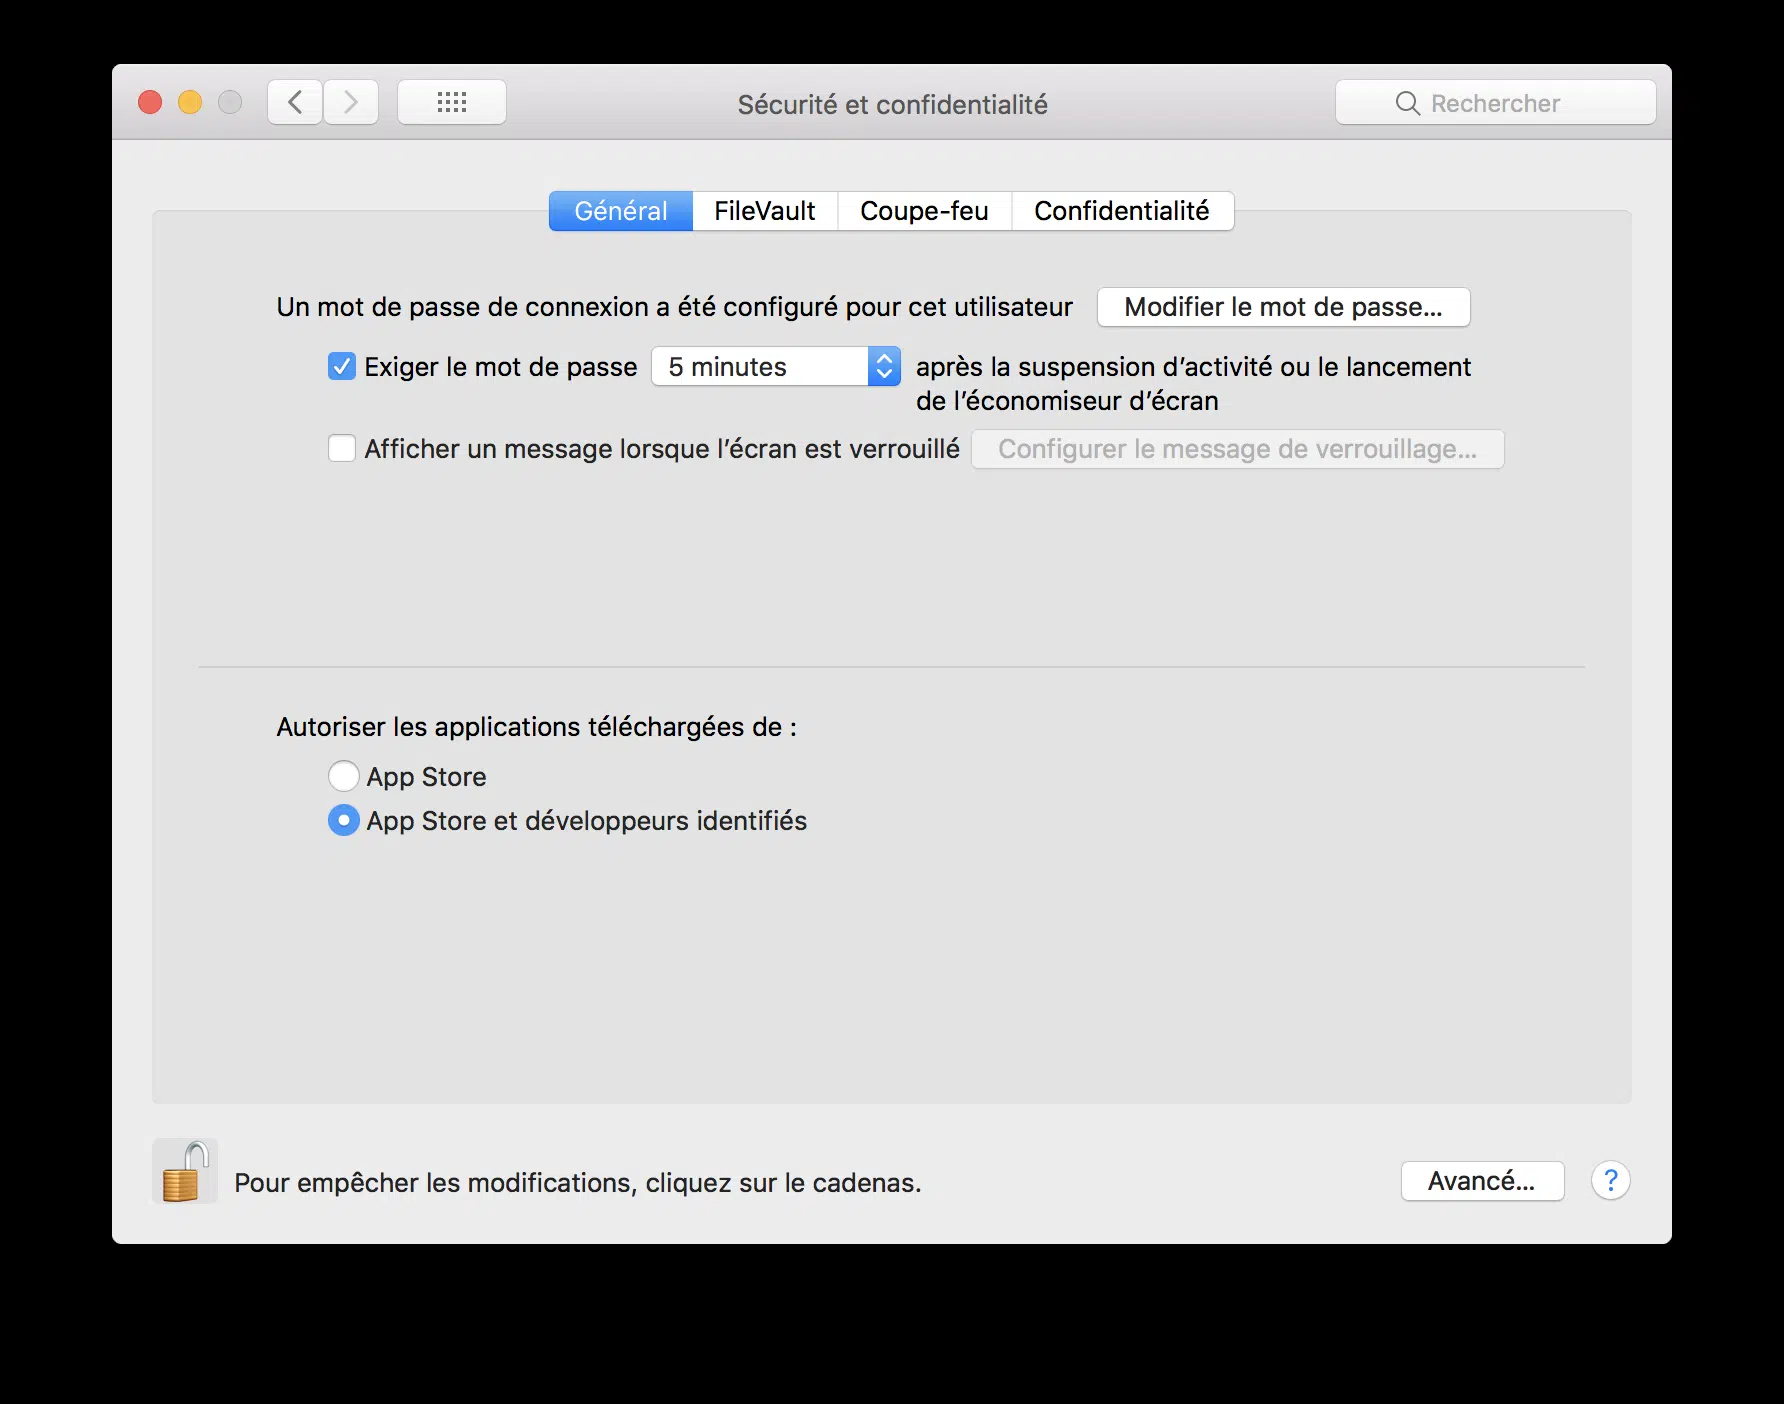 Sécurité et confidentialité
Rechercher
Général
FileVault
Coupe-feu
Confidentialité
Un mot de passe de connexion a été configuré pour cet utilisateur
Modifier le mot de passe...
Exiger le mot de passe
5 minutes
après la suspension d’activité ou le lancement
de l’économiseur d’écran
Afficher un message lorsque l’écran est verrouillé
Configurer le message de verrouillage...
Autoriser les applications téléchargées de :
App Store
App Store et développeurs identifiés
Pour empêcher les modifications, cliquez sur le cadenas.
Avancé...
?